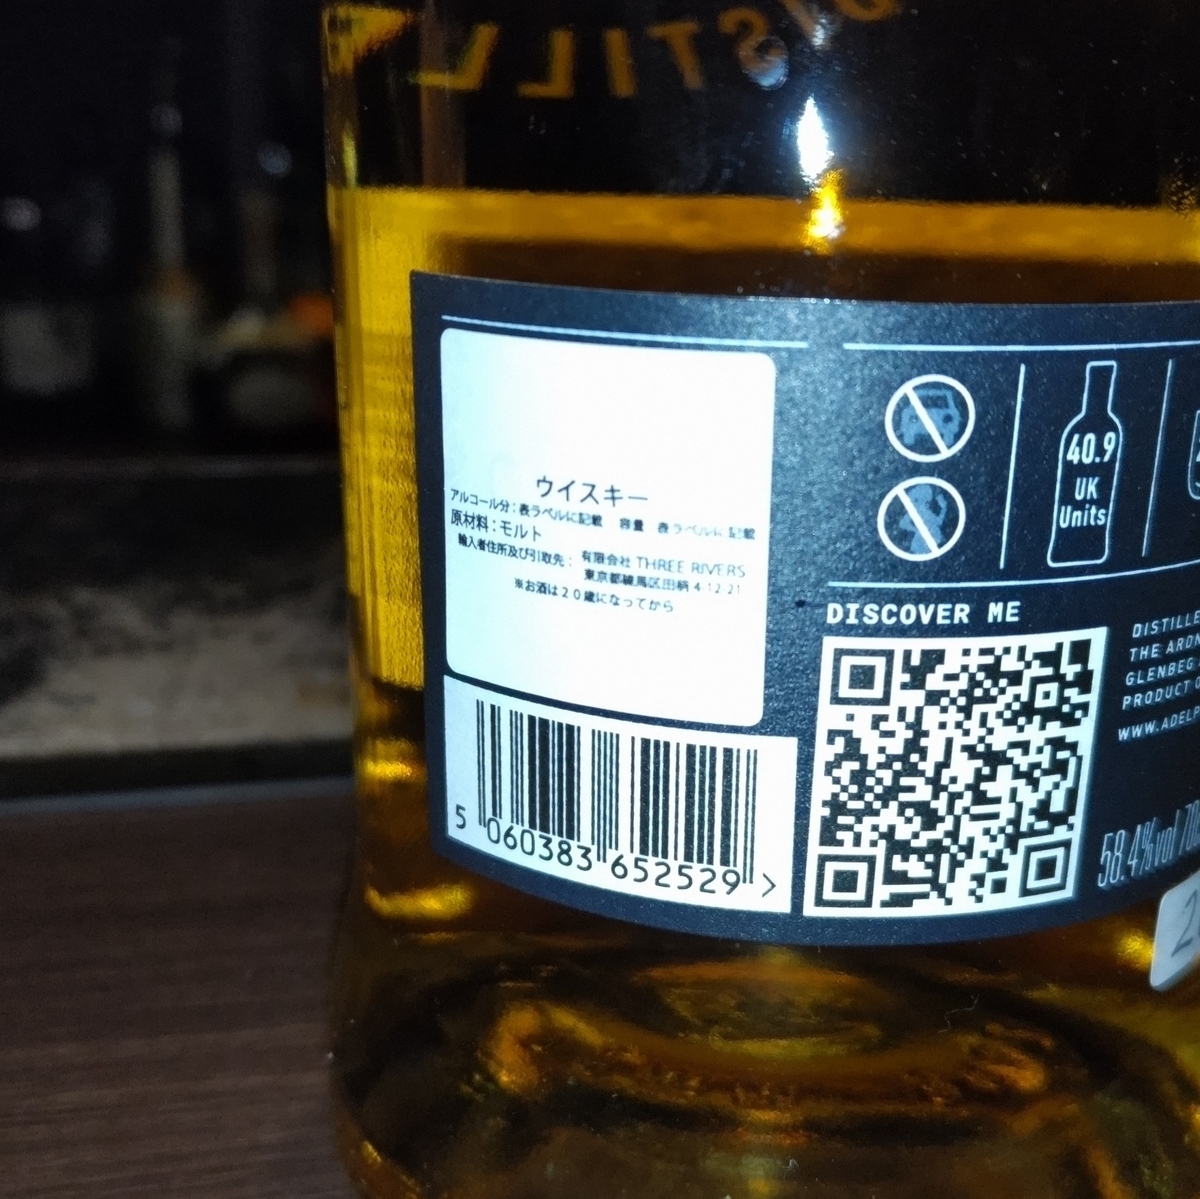 DISTILL
ウイスキー
アルコール分：表ラベルに記載 容量 表ラベルに記載
原材料：モルト
輸入者住所及び引取先： 有限会社 THREE RIVERS
東京都練馬区田柄 4-12-21
※お酒は２０歳になってから
5 060383 652529 >
40.9
UK
Units
DISCOVER ME
DISTILLE
THE ARDN
GLENBEG
PRODUCT O
WWW.ADELP
58.4%vol 70